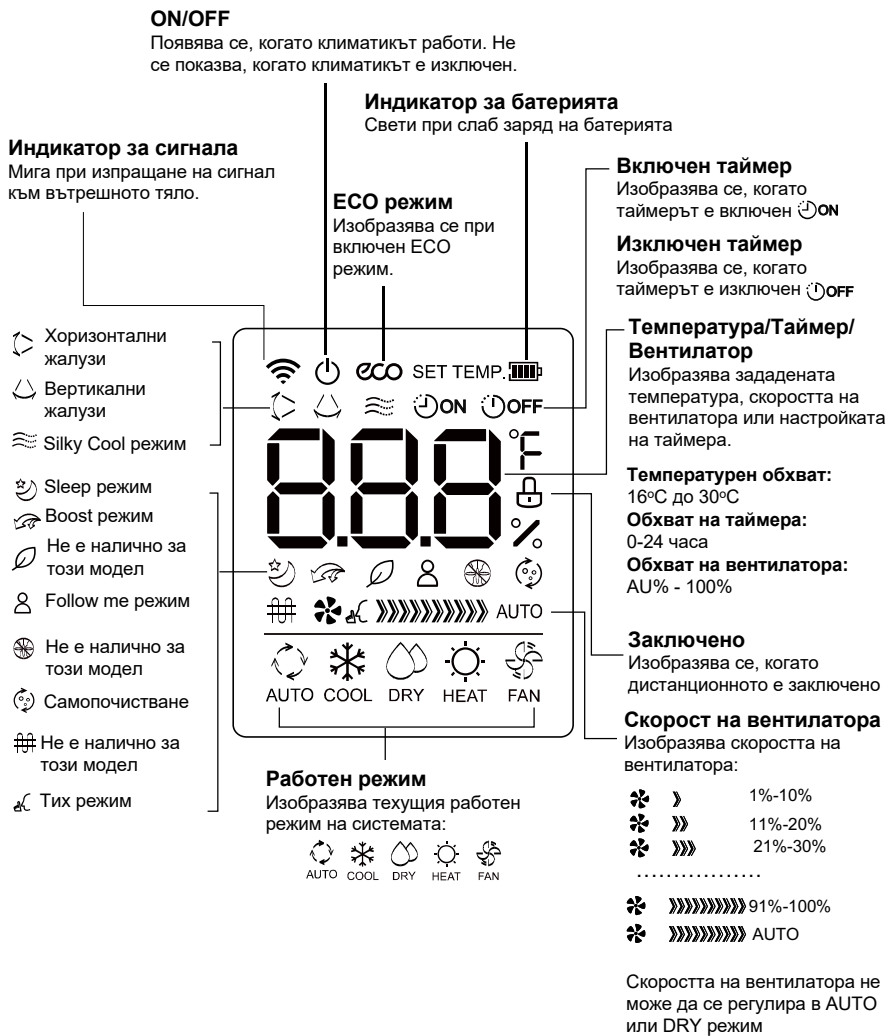 ON/OFF
Появява се, когато климатикът работи. Не
се показва, когато климатикът е изключен.
Индикатор за батерията
Свети при слаб заряд на батерията
Индикатор за сигнала
Мига при изпращане на сигнал
към вътрешното тяло.
ECO режим
Изобразява се при
включен ECO
режим.
Включен таймер
Изобразява се, когато
таймерът е включен ON
Изключен таймер
Изобразява се, когато
таймерът е изключен OFF
Температура/Таймер/
Вентилатор
Изобразява зададената
температура, скоростта на
вентилатора или настройката
на таймера.
Температурен обхват:
16°C до 30°C
Обхват на таймера:
0-24 часа
Обхват на вентилатора:
AU% - 100%
Заключено
Изобразява се, когато
дистанционното е заключено
Скорост на вентилатора
Изобразява скоростта на
вентилатора:
1%-10%
11%-20%
21%-30%
.................
91%-100%
AUTO
Скоростта на вентилатора не
може да се регулира в AUTO
или DRY режим
Хоризонтални
жалузи
Вертикални
жалузи
Silky Cool режим
Sleep режим
Boost режим
Не е налично за
този модел
Follow me режим
Не е налично за
този модел
Самопочистване
Не е налично за
този модел
Тих режим
eco SET TEMP.
ON OFF
8.8.8 °F
%
AUTO
AUTO COOL DRY HEAT FAN
Работен режим
Изобразява текущия работен
режим на системата:
AUTO COOL DRY HEAT FAN